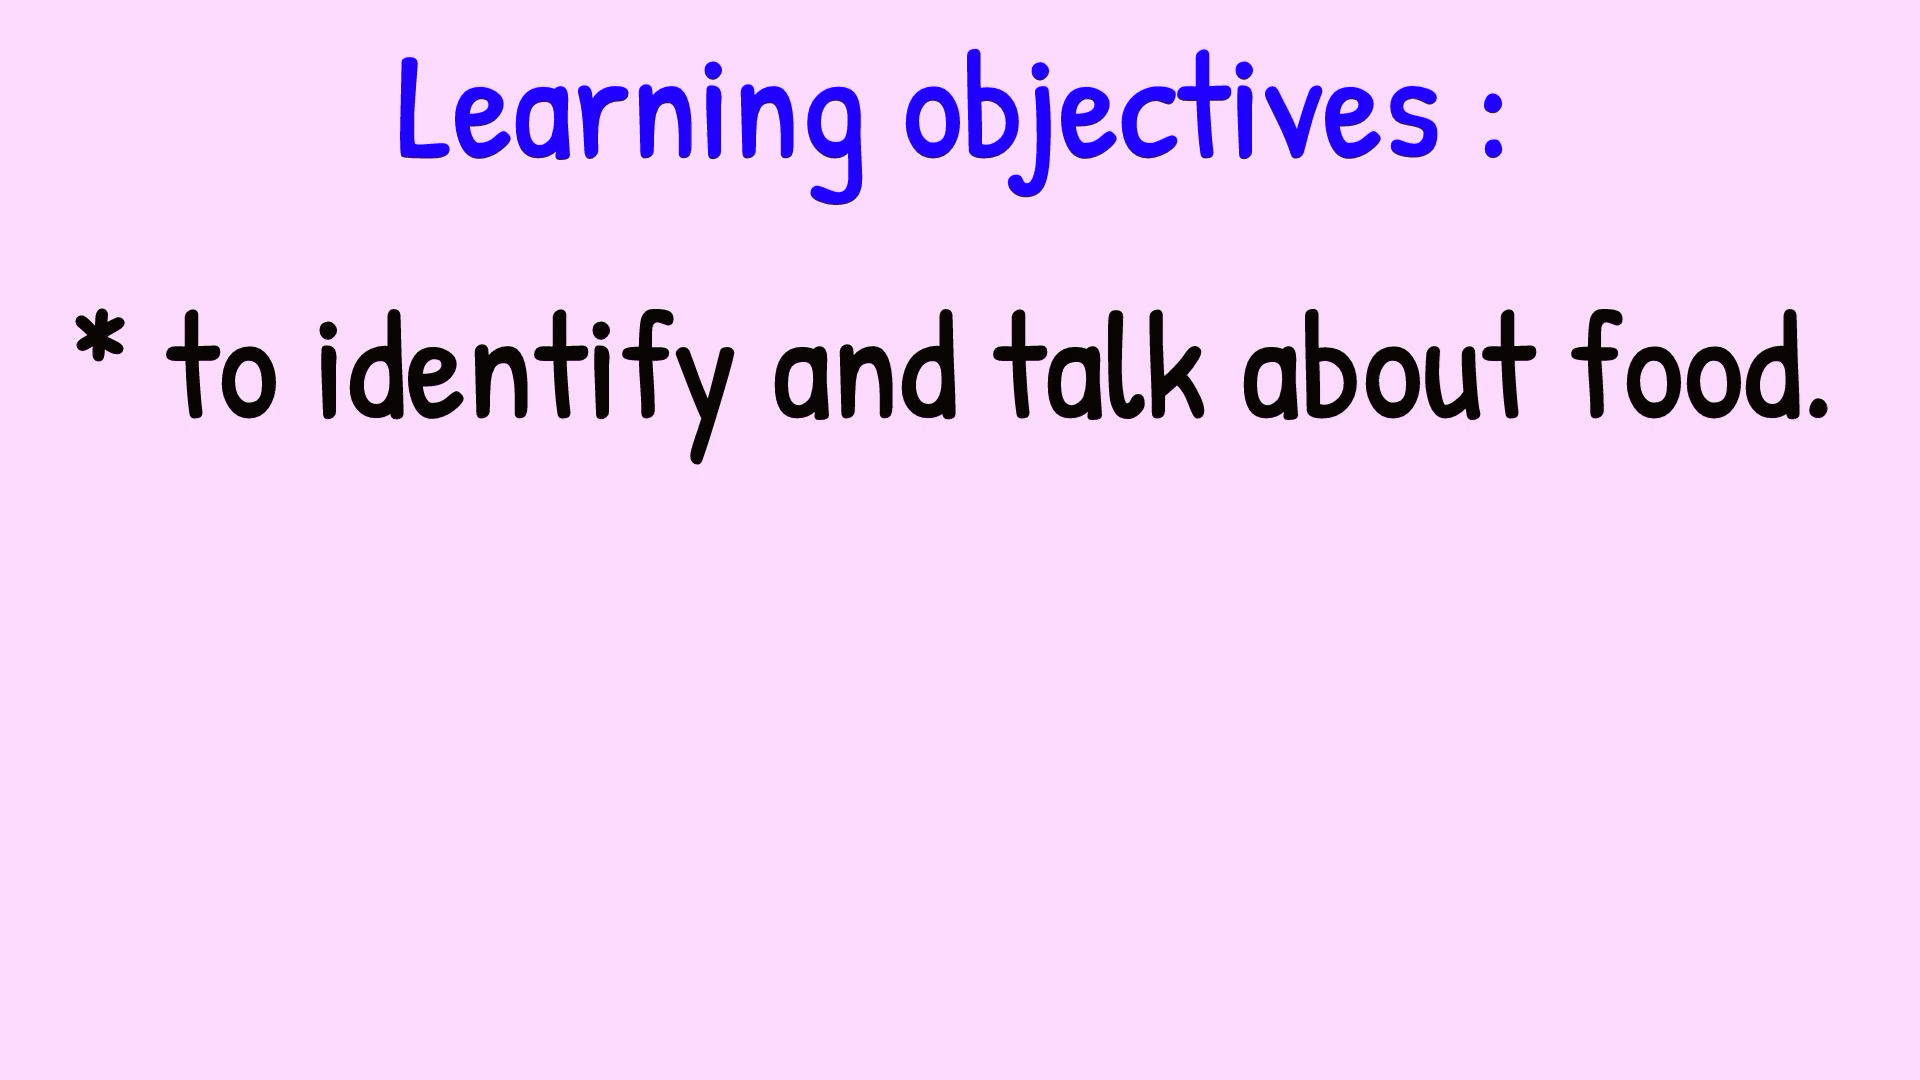 Learning objectives :
* to identify and talk about food.